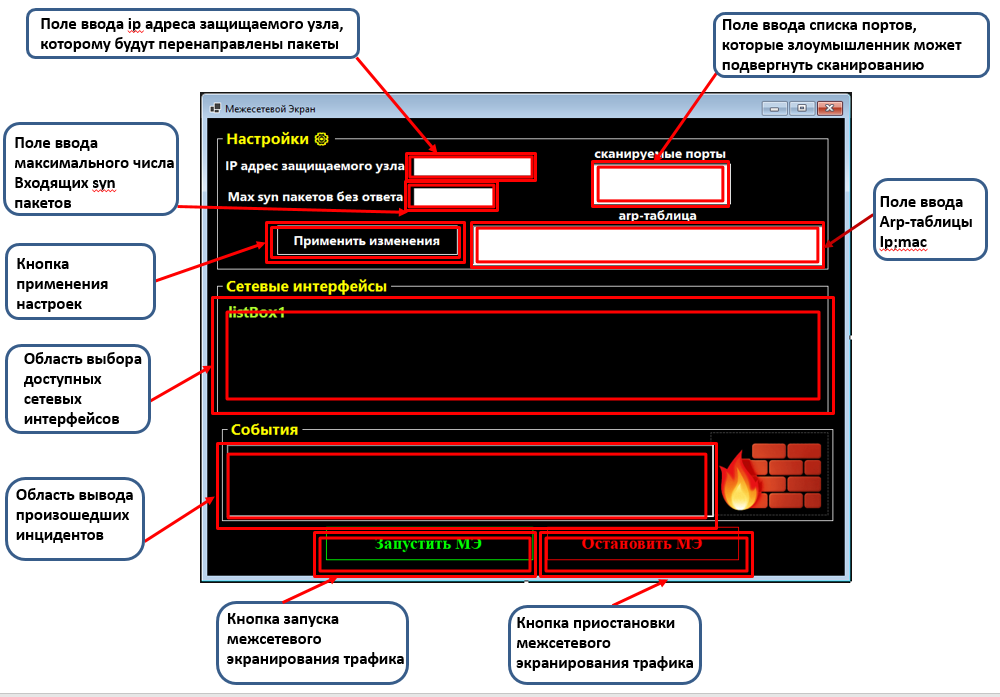 Поле ввода ip адреса защищаемого узла,
которому будут перенаправлены пакеты
Поле ввода списка портов,
которые злоумышленник может
подвергнуть сканированию
Межесетевой Экран
Поле ввода
максимального числа
Входящих syn
пакетов
Настройки
IP адрес защищаемого узла
сканируемые порты
Max syn пакетов без ответа
arp-таблица
Применить изменения
Поле ввода
Arp-таблицы
Ip;mac
Кнопка
применения
настроек
Сетевые интерфейсы
listBox1
Область выбора
доступных
сетевых
интерфейсов
События
Область вывода
произошедших
инцидентов
Запустить МЭ
Остановить МЭ
Кнопка запуска
межсетевого
экранирования трафика
Кнопка приостановки
межсетевого
экранирования трафика